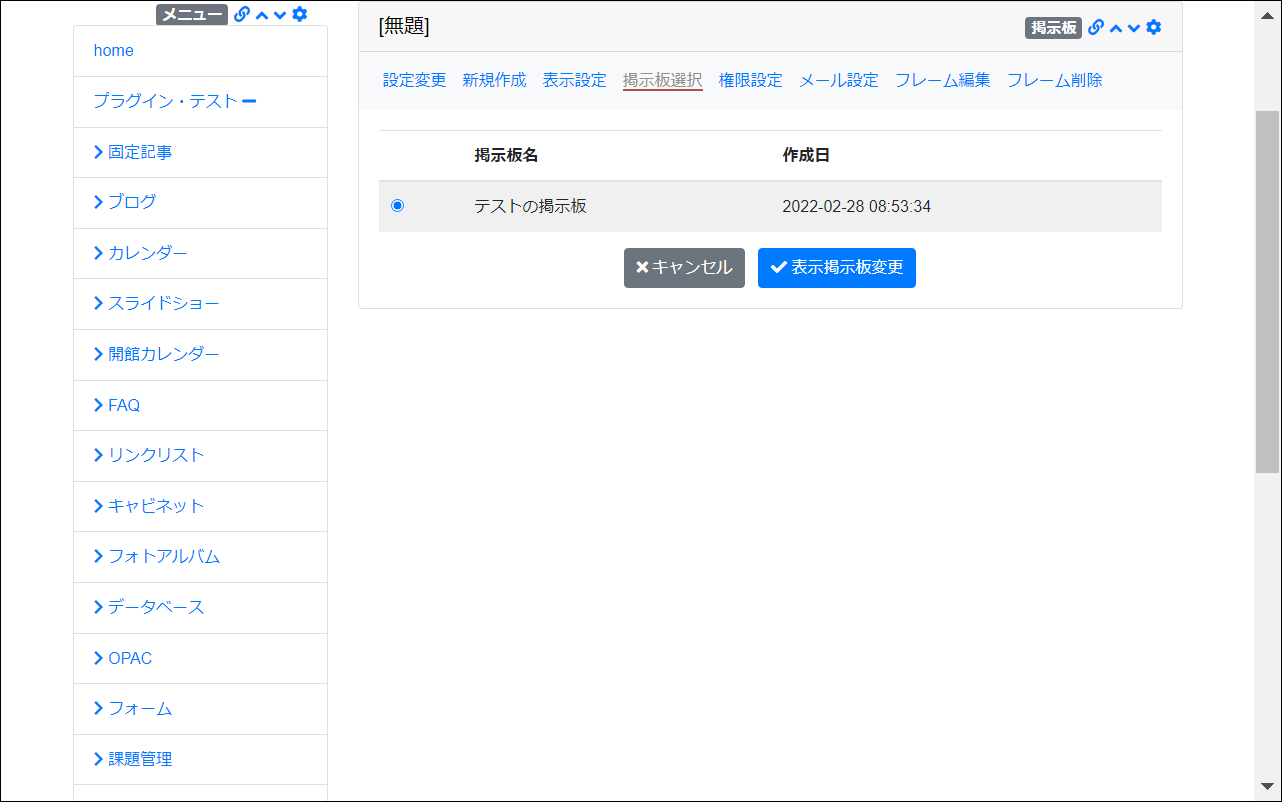 メニュー
home
プラグイン・テスト
固定記事
ブログ
カレンダー
スライドショー
開館カレンダー
FAQ
リンクリスト
キャビネット
フォトアルバム
データベース
OPAC
フォーム
課題管理
[無題]
掲示板
設定変更 新規作成 表示設定 掲示板選択 権限設定 メール設定 フレーム編集 フレーム削除
掲示板名 作成日
テストの掲示板 2022-02-28 08:53:34
キャンセル 表示掲示板変更